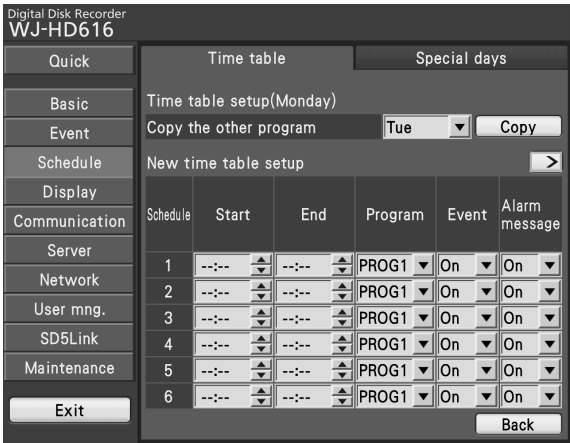 Digital Disk Recorder
WJ-HD616
Quick
Basic
Event
Schedule
Display
Communication
Server
Network
User mng.
SD5Link
Maintenance
Exit
Time table Special days
Time table setup(Monday)
Copy the other program Tue Copy
New time table setup >
Schedule Start End Program Event Alarm message
1 --:-- --:-- PROG1 On On
2 --:-- --:-- PROG1 On On
3 --:-- --:-- PROG1 On On
4 --:-- --:-- PROG1 On On
5 --:-- --:-- PROG1 On On
6 --:-- --:-- PROG1 On On
Back